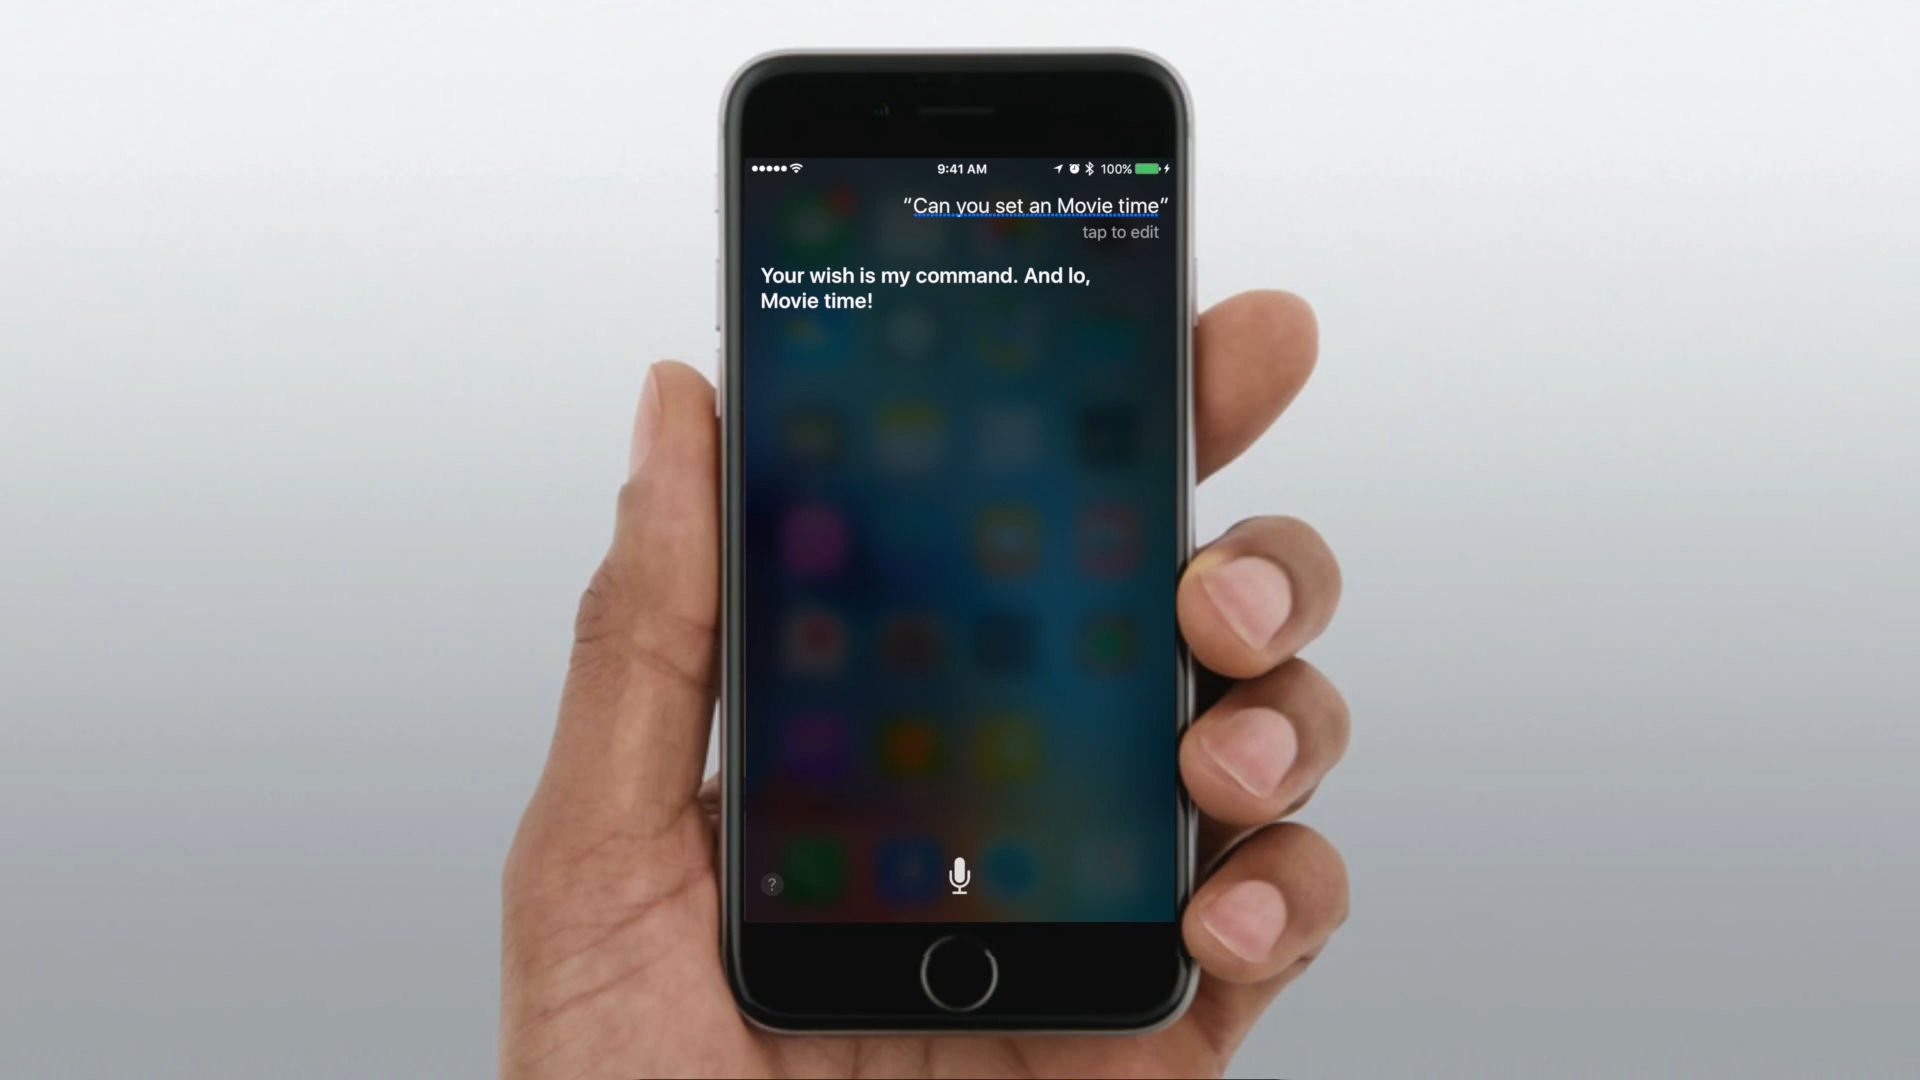 9:41 AM
100%
“Can you set an Movie time”
tap to edit
Your wish is my command. And lo,
Movie time!
?